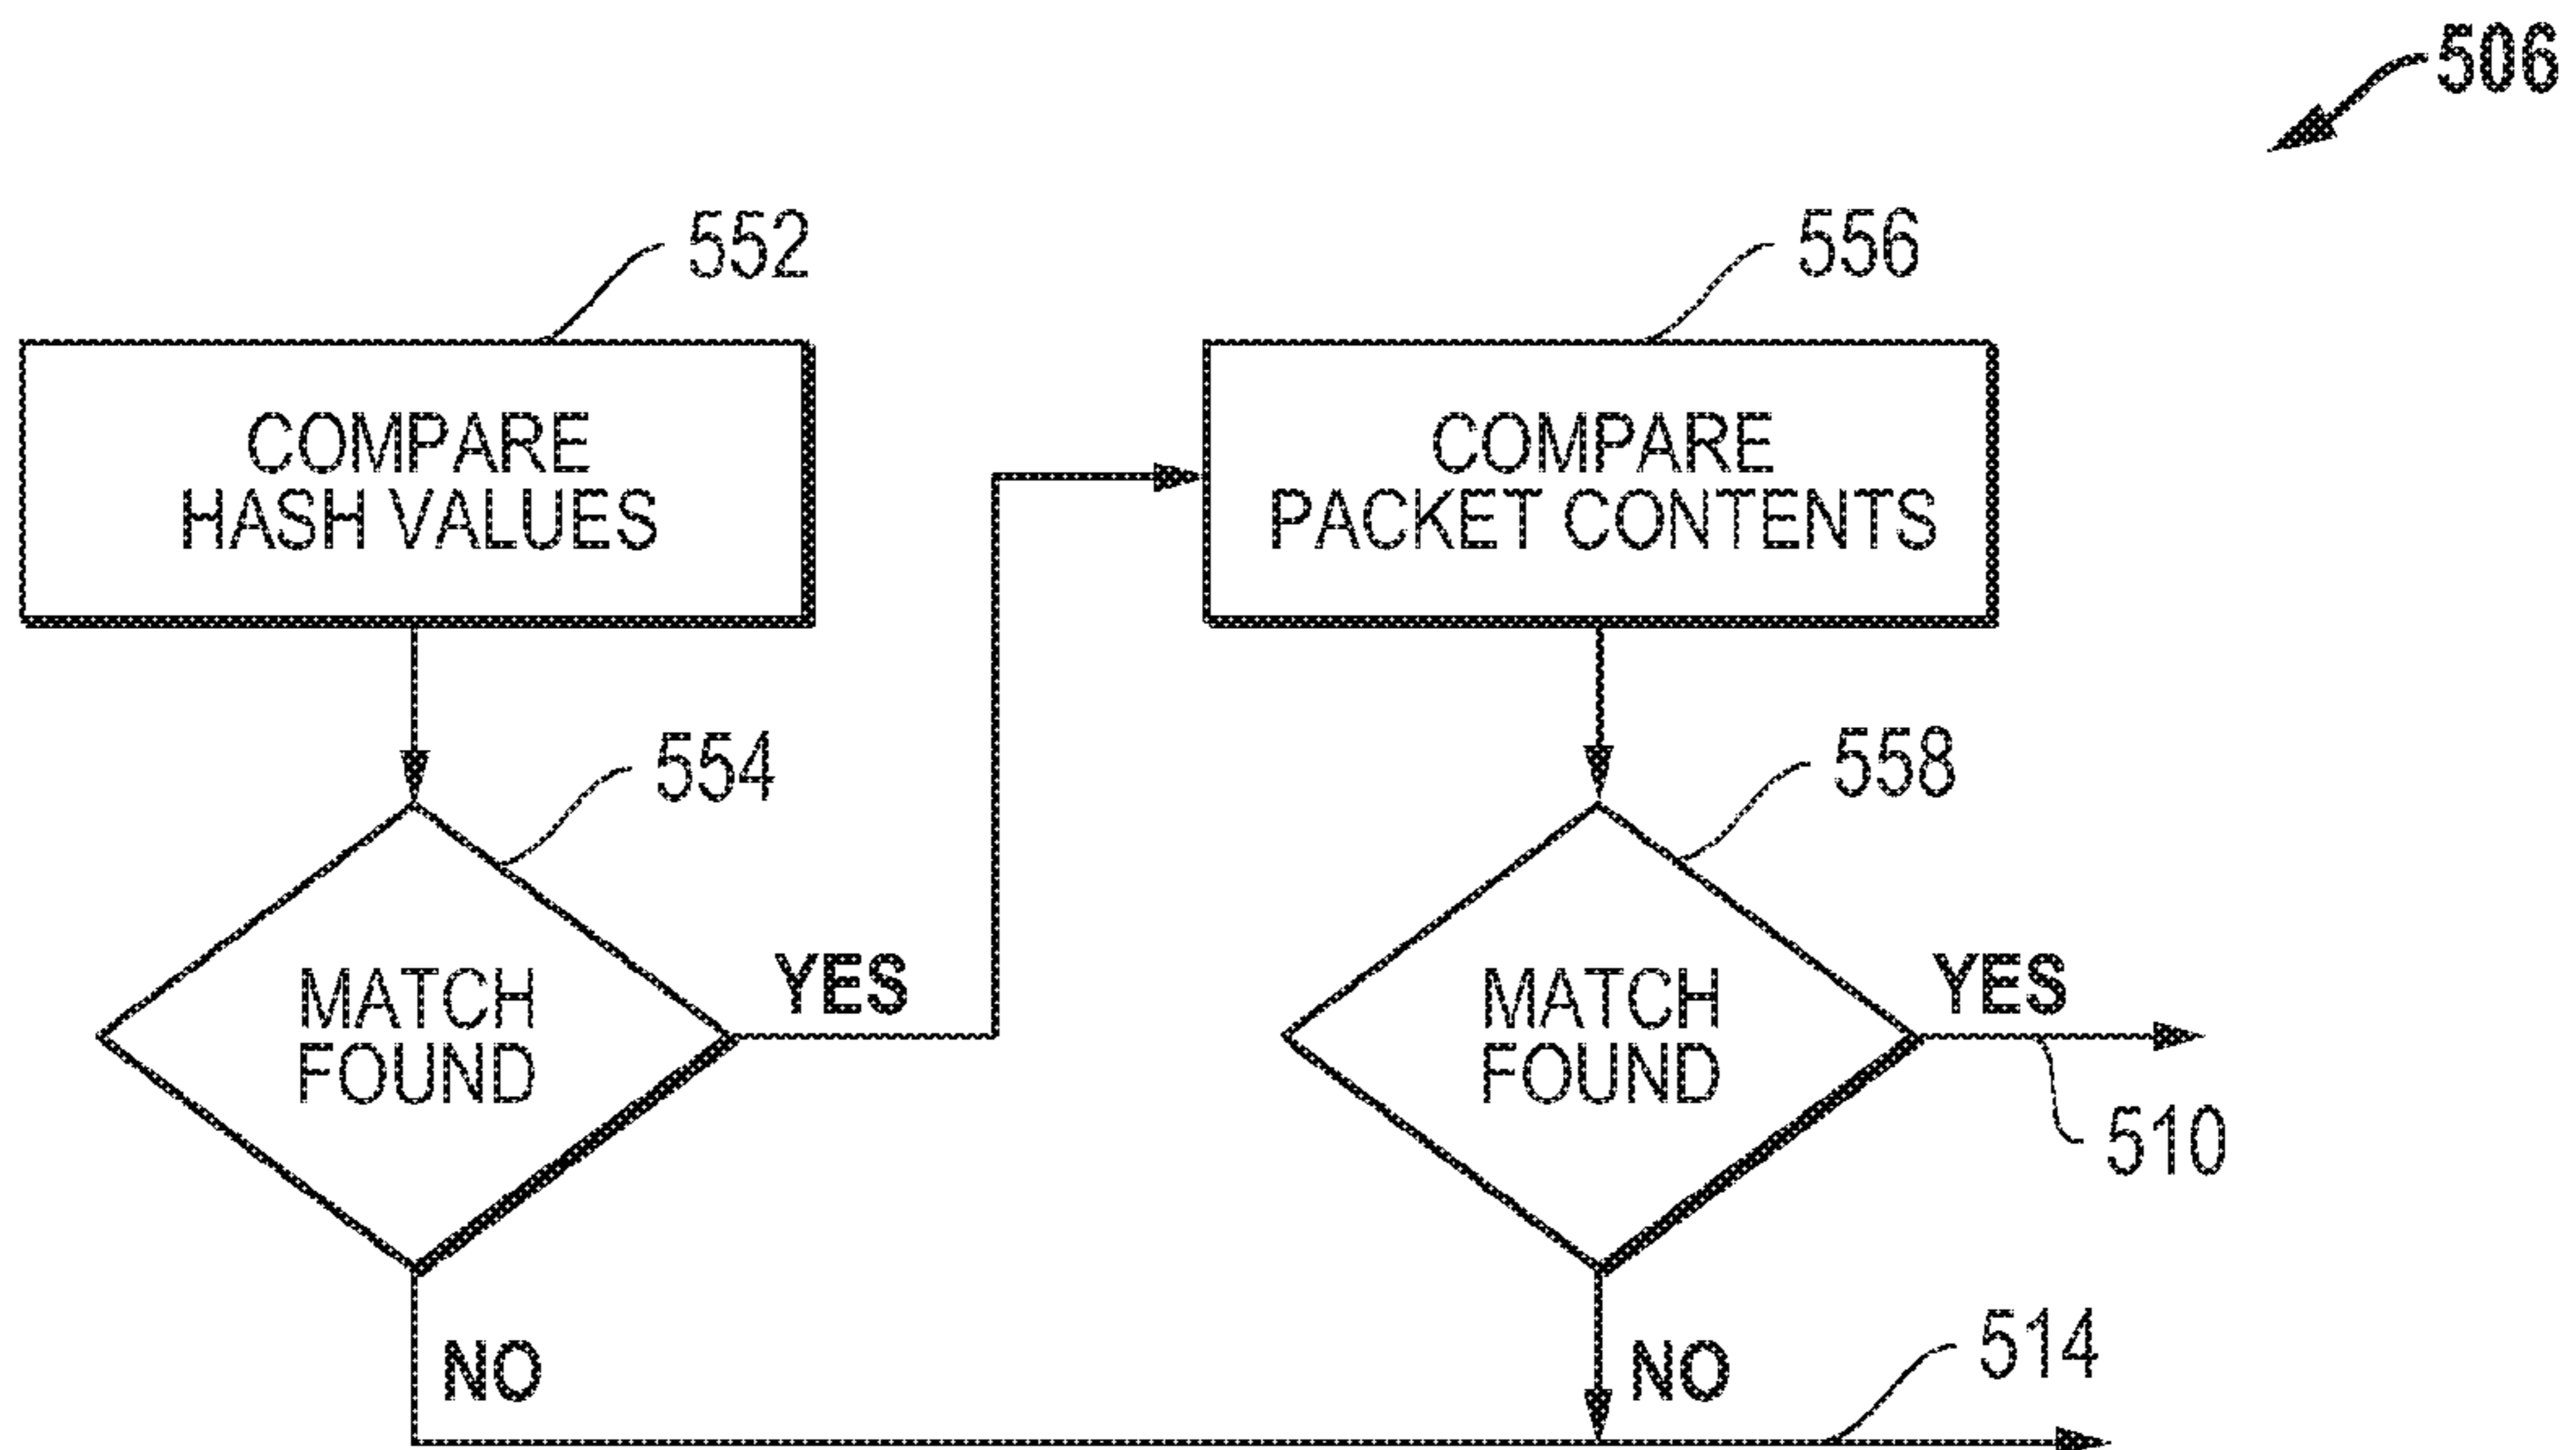 506
552
556
COMPARE
HASH VALUES
COMPARE
PACKET CONTENTS
554
558
MATCH
FOUND
YES
MATCH
FOUND
YES
510
NO
NO
514